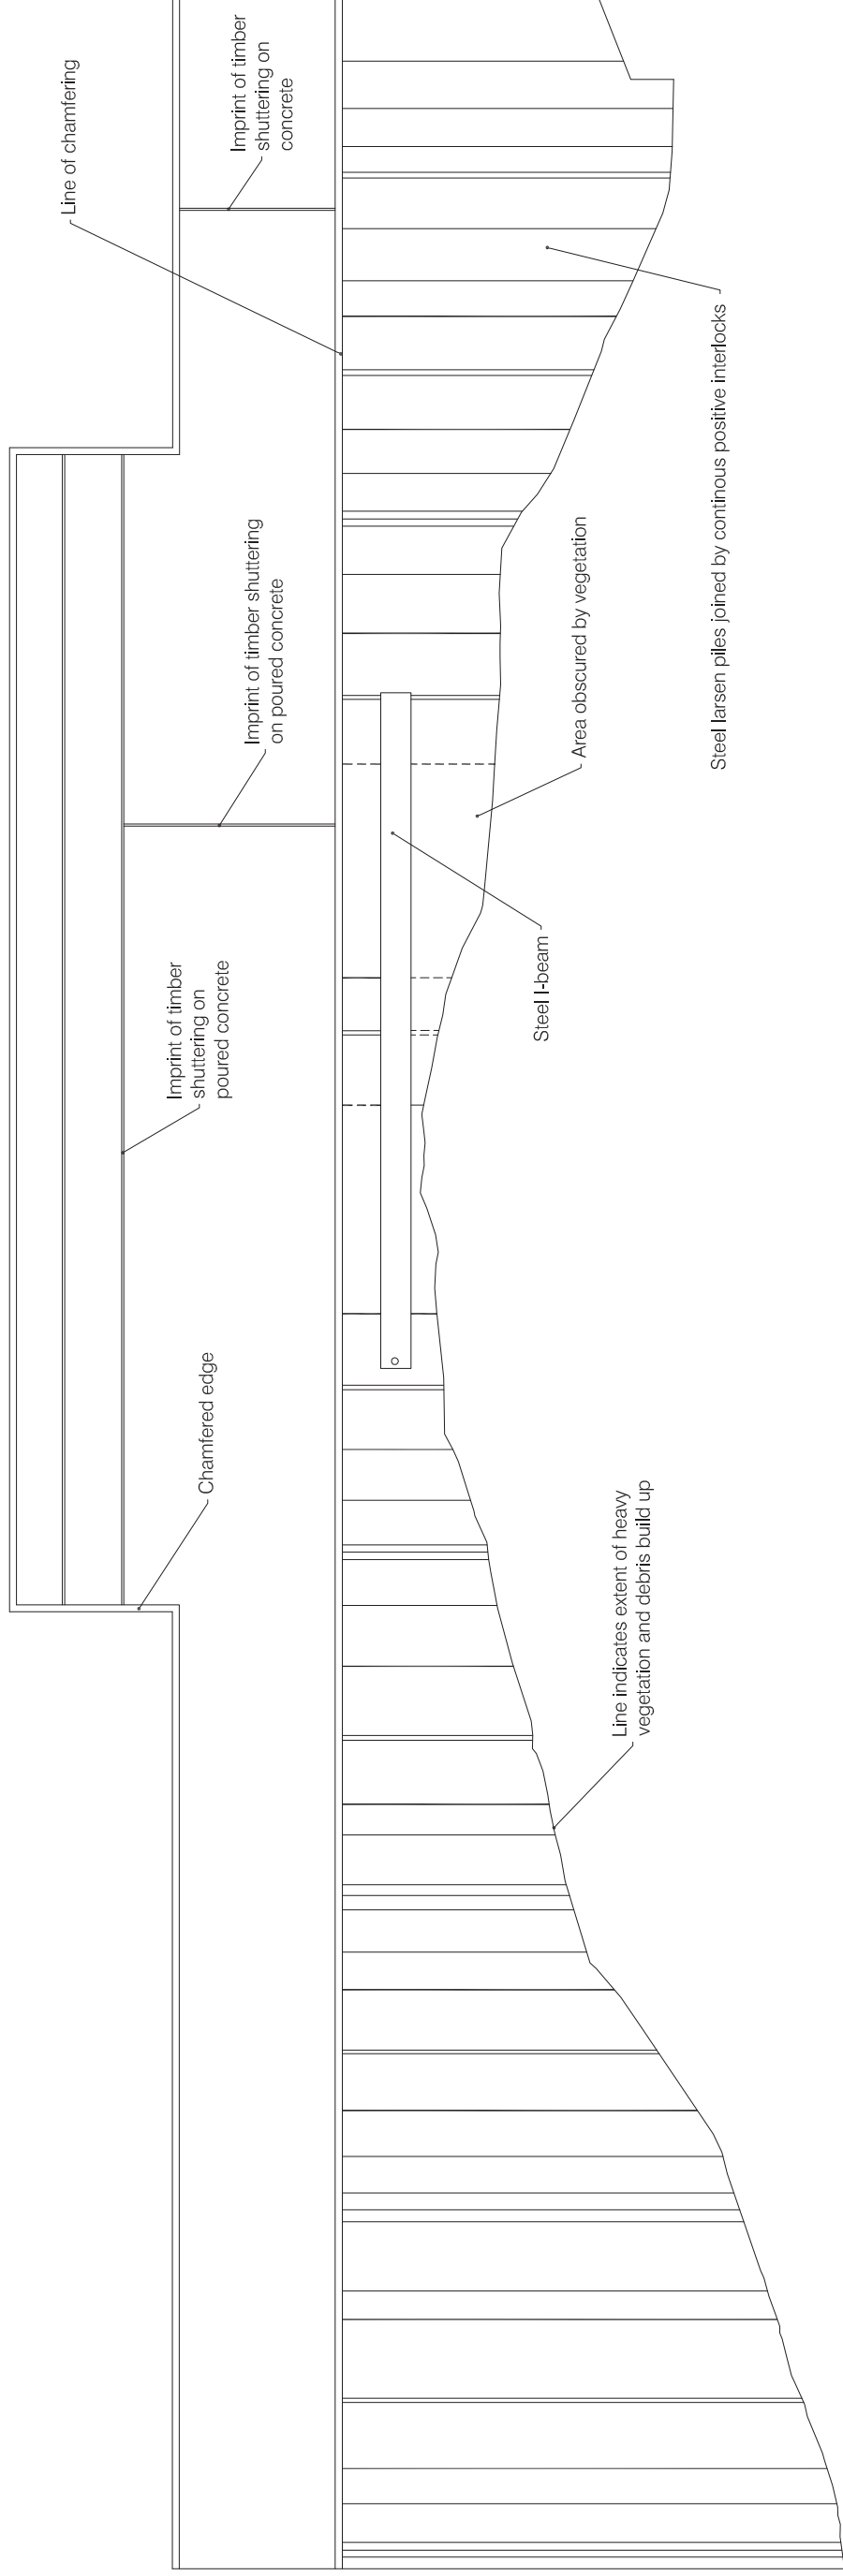 Line of chamfering
Imprint of timber
shuttering on
concrete
Imprint of timber shuttering
on poured concrete
Imprint of timber
shuttering on
poured concrete
Chamfered edge
Steel larsen piles joined by continous positive interlocks
Area obscured by vegetation
Steel I-beam
Line indicates extent of heavy
vegetation and debris build up